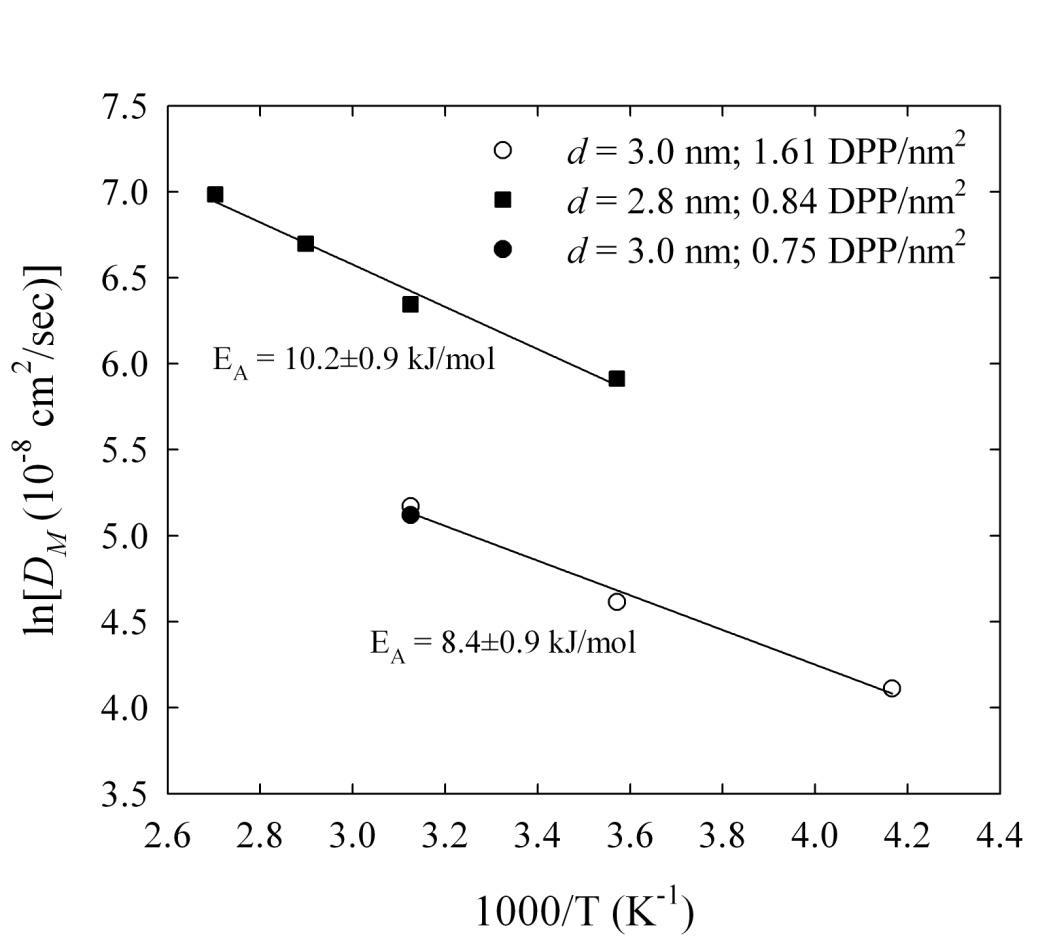 7.5
7.0
6.5
6.0
5.5
5.0
4.5
4.0
3.5
ln[D_M (10^-8 cm^2/sec)]
d = 3.0 nm; 1.61 DPP/nm^2
d = 2.8 nm; 0.84 DPP/nm^2
d = 3.0 nm; 0.75 DPP/nm^2
E_A = 10.2±0.9 kJ/mol
E_A = 8.4±0.9 kJ/mol
2.6 2.8 3.0 3.2 3.4 3.6 3.8 4.0 4.2 4.4
1000/T (K^-1)